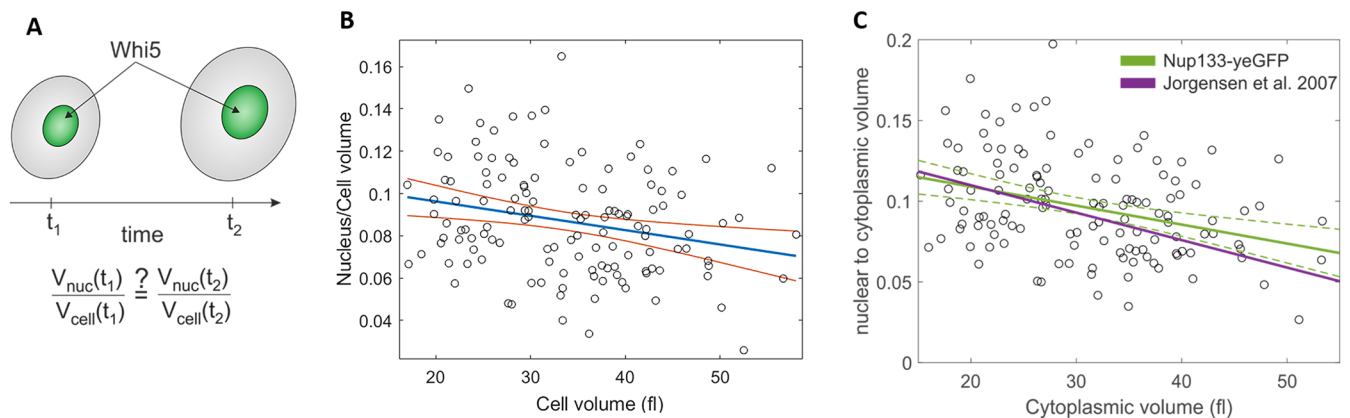 A
Whi5
t1
t2
time
Vnuc(t1) ? Vnuc(t2)
=
Vcell(t1) Vcell(t2)
B
0.16
0.14
0.12
0.1
0.08
0.06
0.04
Nucleus/Cell volume
20 30 40 50
Cell volume (fl)
C
0.2
0.15
0.1
0.05
0
nuclear to cytoplasmic volume
Nup133-yeGFP
Jorgensen et al. 2007
20 30 40 50
Cytoplasmic volume (fl)